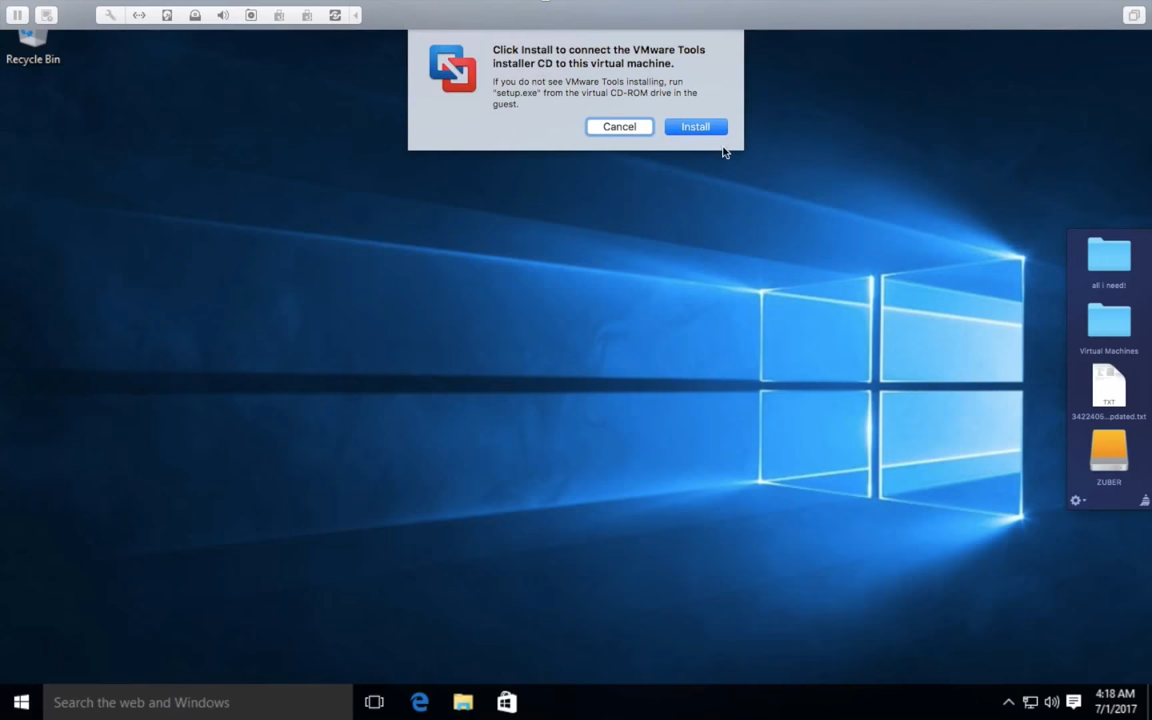 Recycle Bin
Click Install to connect the VMware Tools
installer CD to this virtual machine.
If you do not see VMware Tools installing, run
"setup.exe" from the virtual CD-ROM drive in the
guest.
Cancel
Install
all i need!
Virtual Machines
TXT
3422406...pdated.txt
ZUBER
Search the web and Windows
4:18 AM
7/1/2017